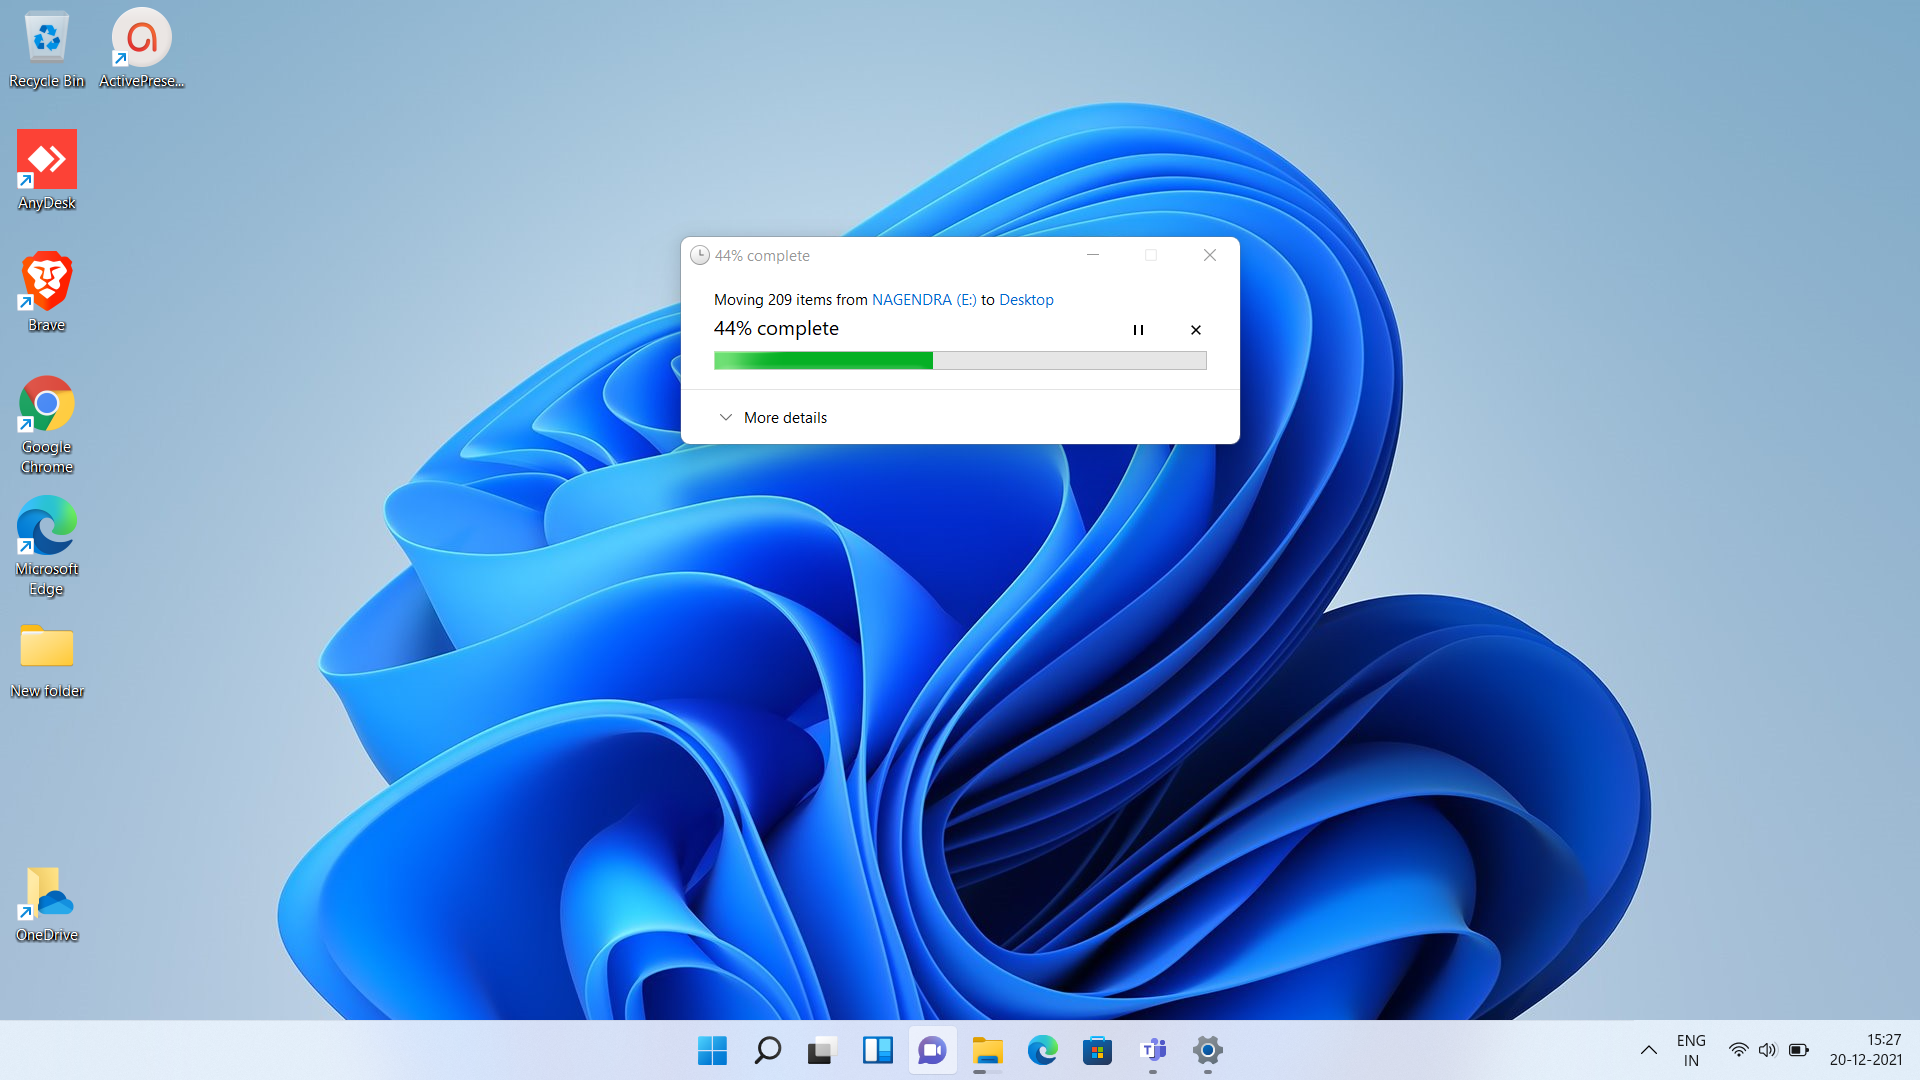 Recycle Bin
ActivePrese...
AnyDesk
Brave
Google
Chrome
Microsoft
Edge
New folder
OneDrive
44% complete
Moving 209 items from NAGENDRA (E:) to Desktop
44% complete
More details
ENG
IN
15:27
20-12-2021